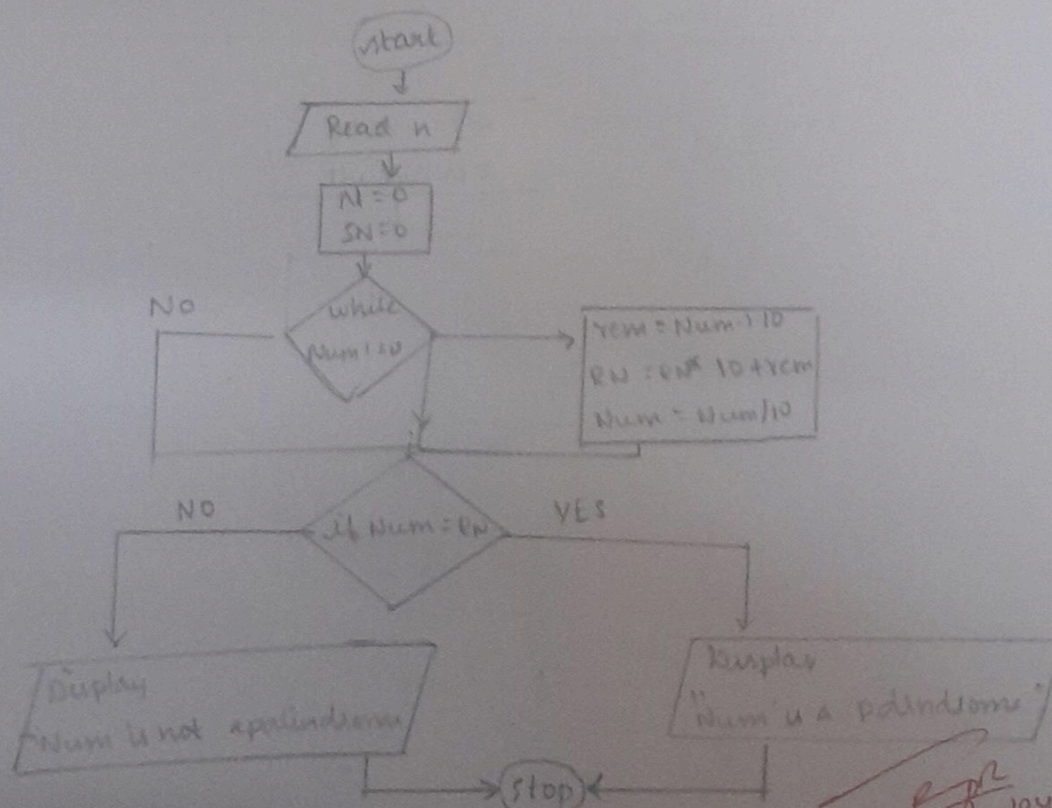 start
Read n
N=0
SN=0
while
Num!=0
NO
rem = Num % 10
RN = RN* 10+rem
Num = Num/10
if Num = RN
NO
YES
Display
"Num is not a palindrome
Display
"Num is a palindrome"
stop